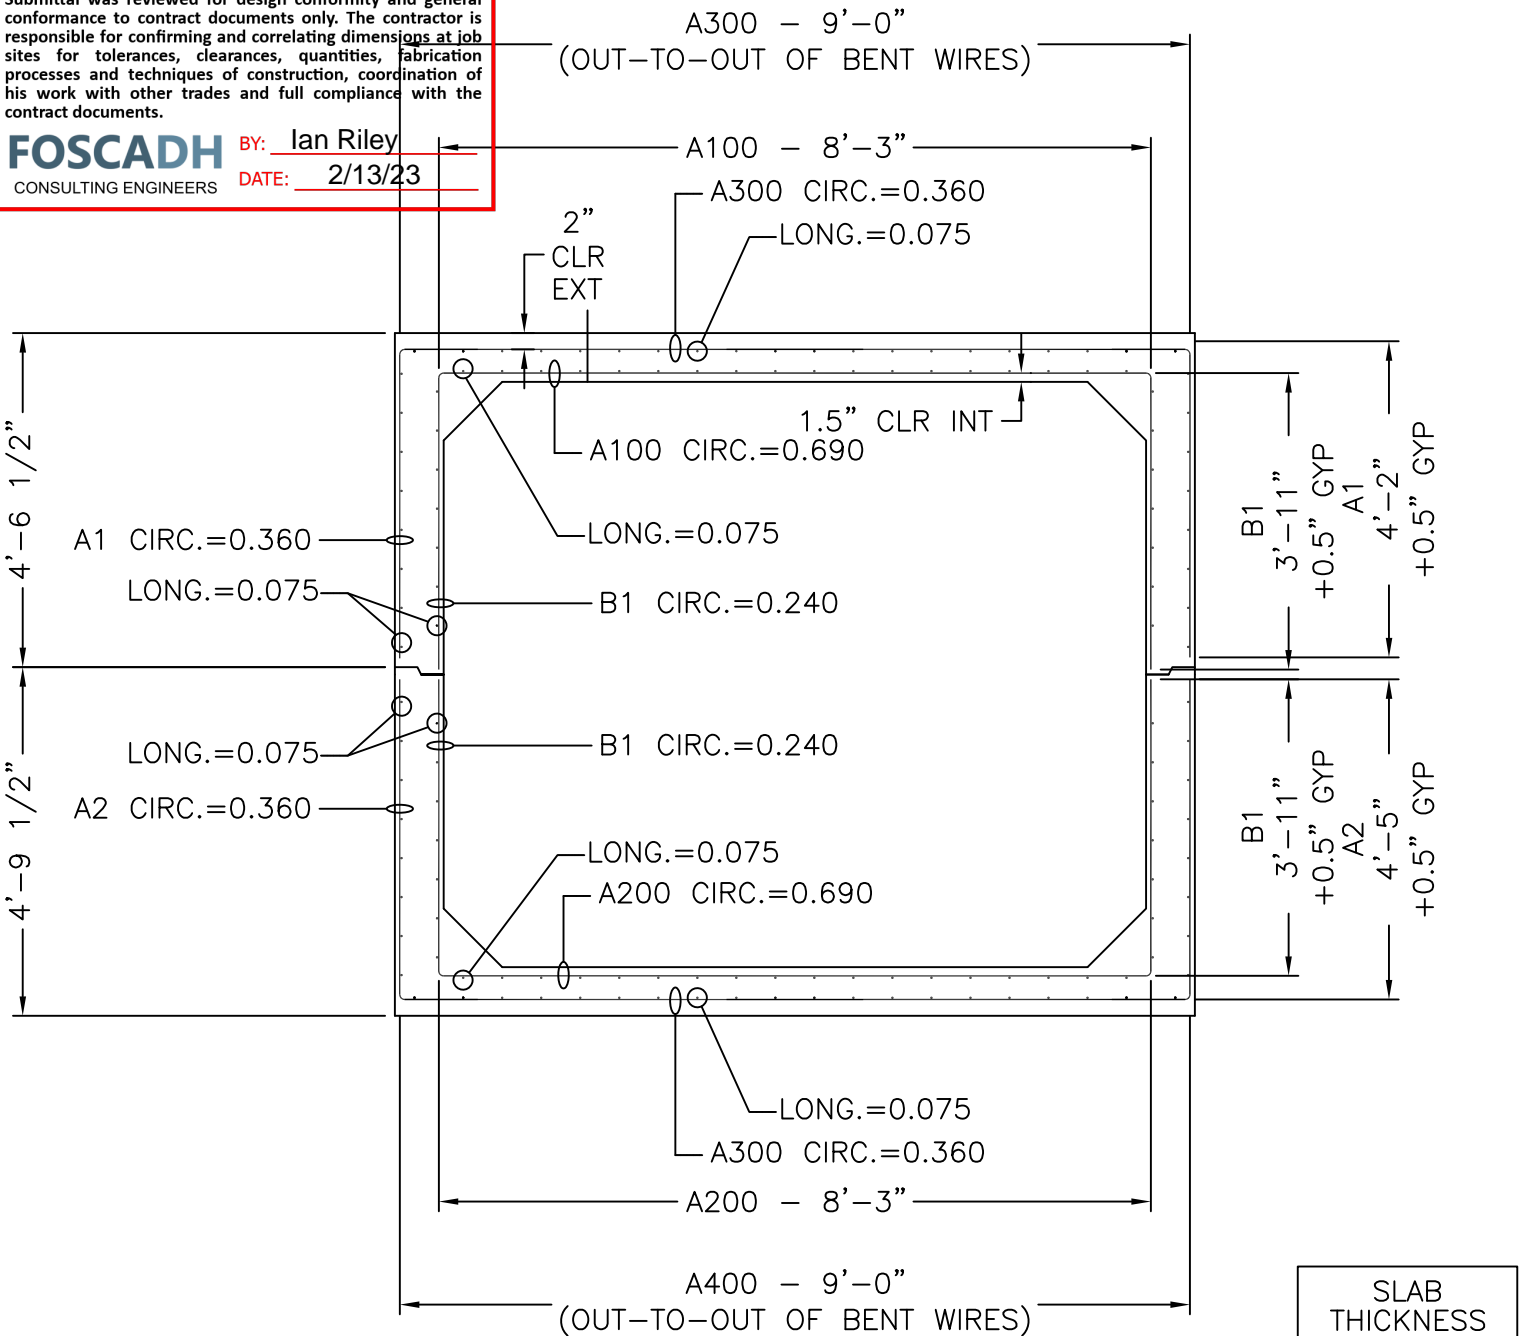 Submittal was reviewed for design conformity and general
conformance to contract documents only. The contractor is
responsible for confirming and correlating dimensions at job
sites for tolerances, clearances, quantities, fabrication
processes and techniques of construction, coordination of
his work with other trades and full compliance with the
contract documents.
FOSCADH
CONSULTING ENGINEERS
BY: Ian Riley
DATE: 2/13/23
A300 – 9'–0"
(OUT–TO–OUT OF BENT WIRES)
A100 – 8'–3"
A300 CIRC.=0.360
LONG.=0.075
2"
CLR
EXT
1.5" CLR INT
A100 CIRC.=0.690
LONG.=0.075
4'–6 1/2"
A1 CIRC.=0.360
LONG.=0.075
B1 CIRC.=0.240
B1
3'–11"
+0.5" GYP
A1
4'–2"
+0.5" GYP
4'–9 1/2"
LONG.=0.075
B1 CIRC.=0.240
A2 CIRC.=0.360
LONG.=0.075
A200 CIRC.=0.690
B1
3'–11"
+0.5" GYP
A2
4'–5"
+0.5" GYP
LONG.=0.075
A300 CIRC.=0.360
A200 – 8'–3"
A400 – 9'–0"
(OUT–TO–OUT OF BENT WIRES)
SLAB
THICKNESS